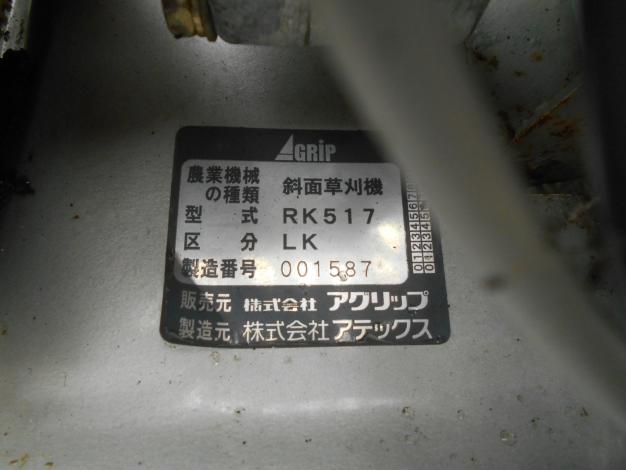 AGRIP
農業機械
の種類 斜面草刈機
型式 RK517
区分 LK
製造番号 001587
販売元 株式会社 アグリップ
製造元 株式会社 アテックス